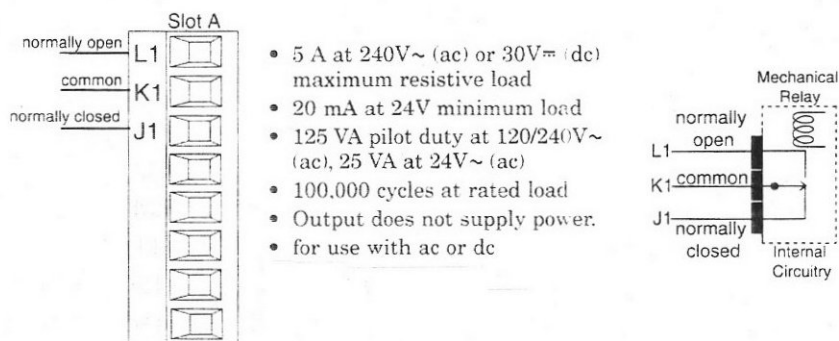 Slot A
normally open L1
common K1
normally closed J1
• 5 A at 240V~ (ac) or 30V⎓ (dc)
maximum resistive load
• 20 mA at 24V minimum load
• 125 VA pilot duty at 120/240V~
(ac), 25 VA at 24V~ (ac)
• 100,000 cycles at rated load
• Output does not supply power.
• for use with ac or dc
Mechanical
Relay
normally
L1 open
K1 common
J1
normally
closed
Internal
Circuitry